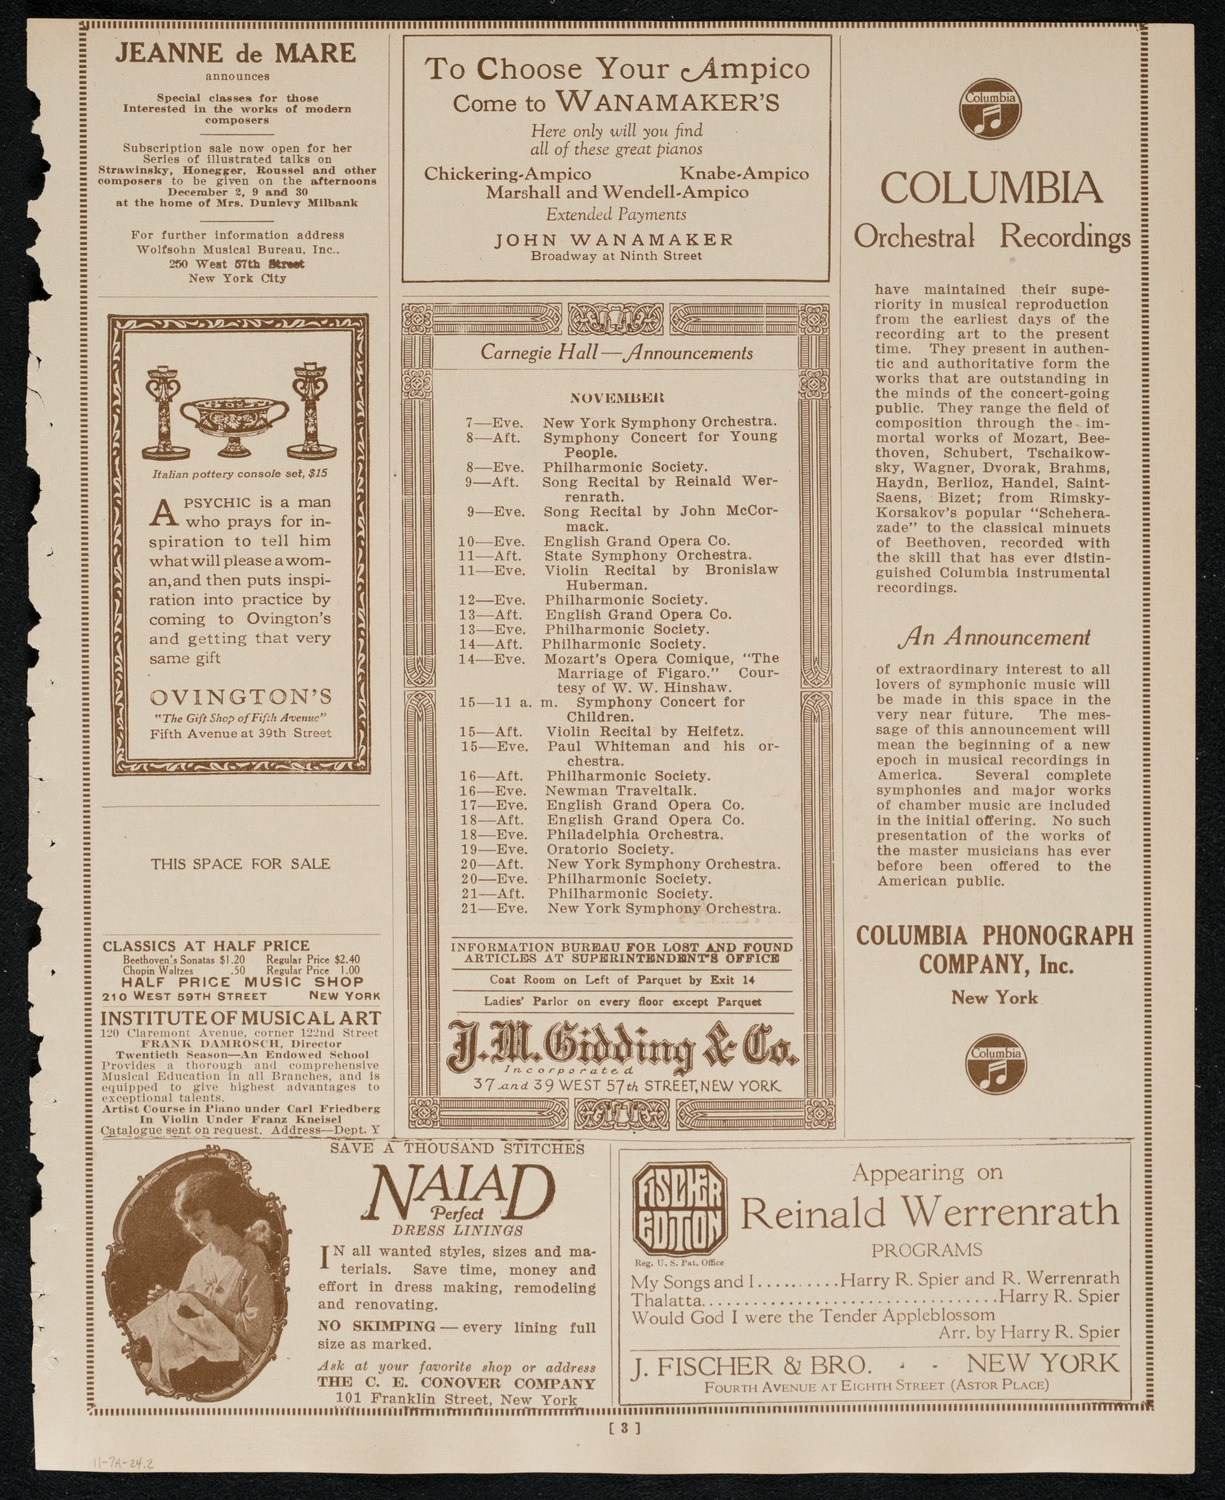 JEANNE de MARE
announces
Special classes for those
Interested in the works of modern
composers
Subscription sale now open for her
Series of illustrated talks on
Strawinsky, Honegger, Roussel and other
composers to be given on the afternoons
December 2, 9 and 30
at the home of Mrs. Dunlevy Milbank
For further information address
Wolfsohn Musical Bureau, Inc..
250 West 57th Street
New York City
Italian pottery console set, $15
A PSYCHIC is a man
who prays for in-
spiration to tell him
what will please a wom-
an, and then puts inspi-
ration into practice by
coming to Ovington's
and getting that very
same gift
OVINGTON'S
"The Gift Shop of Fifth Avenue"
Fifth Avenue at 39th Street
THIS SPACE FOR SALE
CLASSICS AT HALF PRICE
Beethoven's Sonatas $1.20 Regular Price $2.40
Chopin Waltzes .50 Regular Price 1.00
HALF PRICE MUSIC SHOP
210 WEST 59TH STREET NEW YORK
INSTITUTE OF MUSICAL ART
120 Claremont Avenue, corner 122nd Street
FRANK DAMROSCH, Director
Twentieth Season—An Endowed School
Provides a thorough and comprehensive
Musical Education in all Branches, and is
equipped to give highest advantages to
exceptional talents.
Artist Course in Piano under Carl Friedberg
In Violin Under Franz Kneisel
Catalogue sent on request. Address—Dept. Y
To Choose Your Ampico
Come to WANAMAKER'S
Here only will you find
all of these great pianos
Chickering-Ampico Knabe-Ampico
Marshall and Wendell-Ampico
Extended Payments
JOHN WANAMAKER
Broadway at Ninth Street
Carnegie Hall—Announcements
NOVEMBER
7—Eve. New York Symphony Orchestra.
8—Aft. Symphony Concert for Young
People.
8—Eve. Philharmonic Society.
9—Aft. Song Recital by Reinald Wer-
renrath.
9—Eve. Song Recital by John McCor-
mack.
10—Eve. English Grand Opera Co.
11—Aft. State Symphony Orchestra.
11—Eve. Violin Recital by Bronislaw
Huberman.
12—Eve. Philharmonic Society.
13—Aft. English Grand Opera Co.
13—Eve. Philharmonic Society.
14—Aft. Philharmonic Society.
14—Eve. Mozart's Opera Comique, "The
Marriage of Figaro." Cour-
tesy of W. W. Hinshaw.
15—11 a. m. Symphony Concert for
Children.
15—Aft. Violin Recital by Heifetz.
15—Eve. Paul Whiteman and his or-
chestra.
16—Aft. Philharmonic Society.
16—Eve. Newman Traveltalk.
17—Eve. English Grand Opera Co.
18—Aft. English Grand Opera Co.
18—Eve. Philadelphia Orchestra.
19—Eve. Oratorio Society.
20—Aft. New York Symphony Orchestra.
20—Eve. Philharmonic Society.
21—Aft. Philharmonic Society.
21—Eve. New York Symphony Orchestra.
INFORMATION BUREAU FOR LOST AND FOUND
ARTICLES AT SUPERINTENDENT'S OFFICE
Coat Room on Left of Parquet by Exit 14
Ladies' Parlor on every floor except Parquet
J. M. Gidding & Co.
Incorporated
37 and 39 WEST 57th STREET, NEW YORK
Columbia
COLUMBIA
Orchestral Recordings
have maintained their supe-
riority in musical reproduction
from the earliest days of the
recording art to the present
time. They present in authen-
tic and authoritative form the
works that are outstanding in
the minds of the concert-going
public. They range the field of
composition through the im-
mortal works of Mozart, Bee-
thoven, Schubert, Tschaikow-
sky, Wagner, Dvorak, Brahms,
Haydn, Berlioz, Handel, Saint-
Saens, Bizet; from Rimsky-
Korsakov's popular "Schehera-
zade" to the classical minuets
of Beethoven, recorded with
the skill that has ever distin-
guished Columbia instrumental
recordings.
An Announcement
of extraordinary interest to all
lovers of symphonic music will
be made in this space in the
very near future. The mes-
sage of this announcement will
mean the beginning of a new
epoch in musical recordings in
America. Several complete
symphonies and major works
of chamber music are included
in the initial offering. No such
presentation of the works of
the master musicians has ever
before been offered to the
American public.
COLUMBIA PHONOGRAPH
COMPANY, Inc.
New York
Columbia
SAVE A THOUSAND STITCHES
NAIAD
Perfect
DRESS LININGS
IN all wanted styles, sizes and ma-
terials. Save time, money and
effort in dress making, remodeling
and renovating.
NO SKIMPING — every lining full
size as marked.
Ask at your favorite shop or address
THE C. E. CONOVER COMPANY
101 Franklin Street, New York
FISCHER
EDITION
Reg. U. S. Pat. Office
Appearing on
Reinald Werrenrath
PROGRAMS
My Songs and I..........Harry R. Spier and R. Werrenrath
Thalatta..................................Harry R. Spier
Would God I were the Tender Appleblossom
Arr. by Harry R. Spier
J. FISCHER & BRO. - - NEW YORK
FOURTH AVENUE AT EIGHTH STREET (ASTOR PLACE)
[ 3 ]
11-7A-24.2